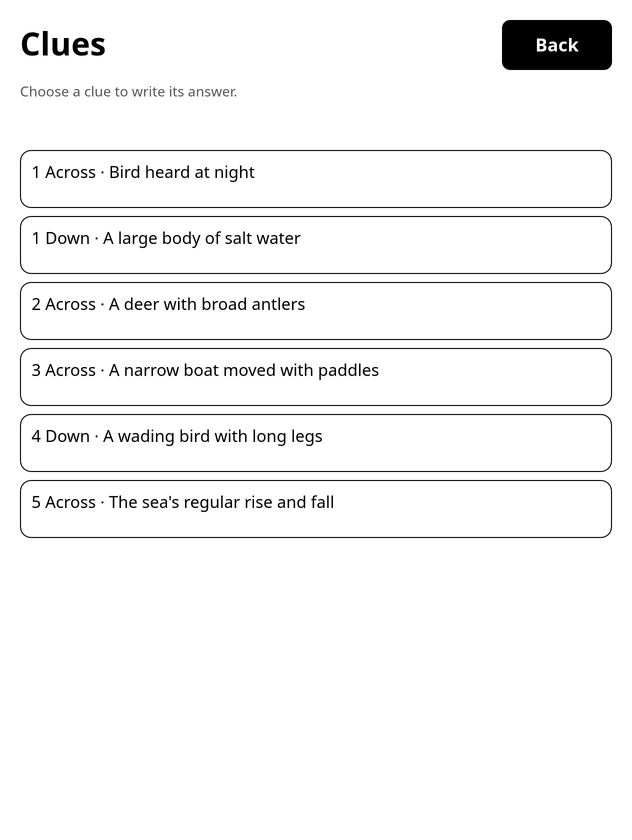 Clues
Back
Choose a clue to write its answer.
1 Across · Bird heard at night
1 Down · A large body of salt water
2 Across · A deer with broad antlers
3 Across · A narrow boat moved with paddles
4 Down · A wading bird with long legs
5 Across · The sea's regular rise and fall